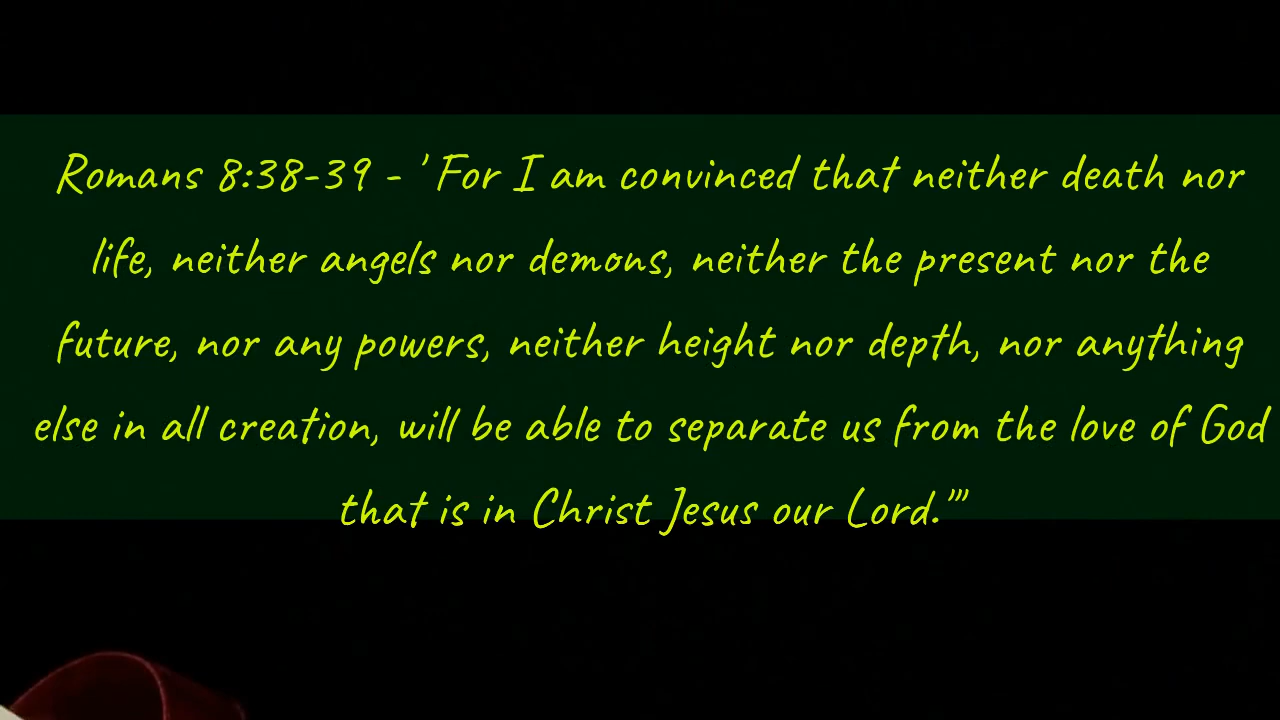 Romans 8:38-39 - ' For I am convinced that neither death nor
life, neither angels nor demons, neither the present nor the
future, nor any powers, neither height nor depth, nor anything
else in all creation, will be able to separate us from the love of God
that is in Christ Jesus our Lord.'"